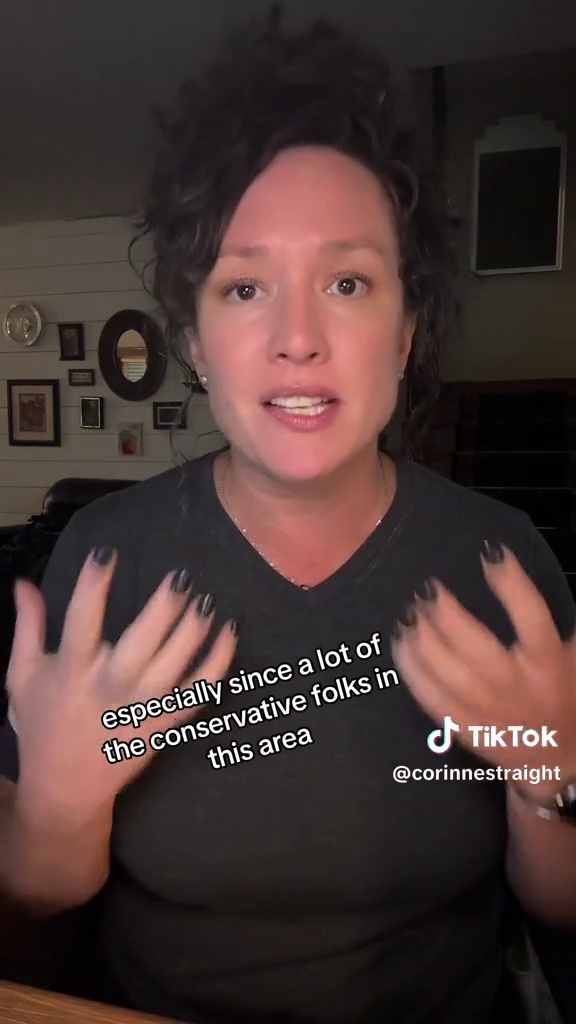 especially since a lot of
the conservative folks in
this area
TikTok
@corinnestraight